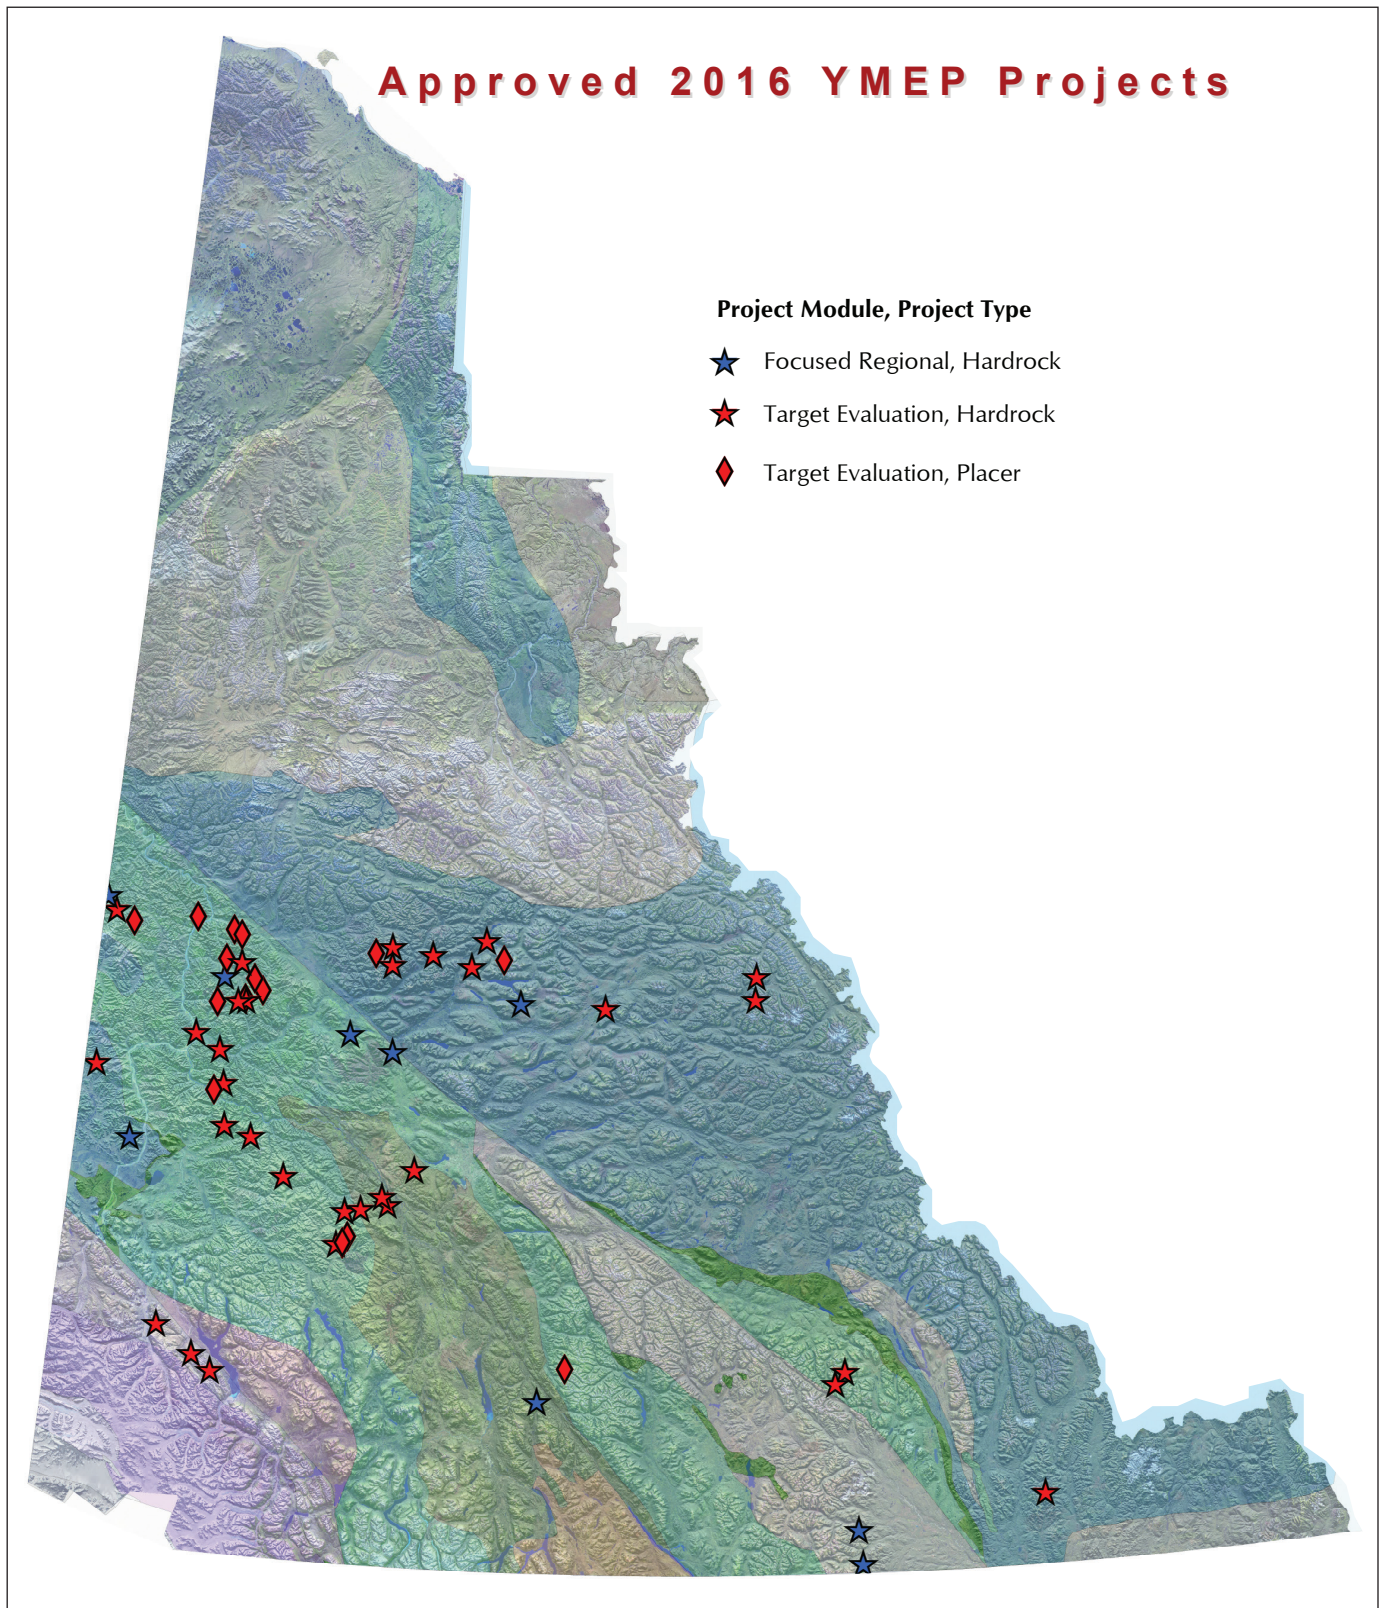 Approved 2016 YMEP Projects
Project Module, Project Type
Focused Regional, Hardrock
Target Evaluation, Hardrock
Target Evaluation, Placer